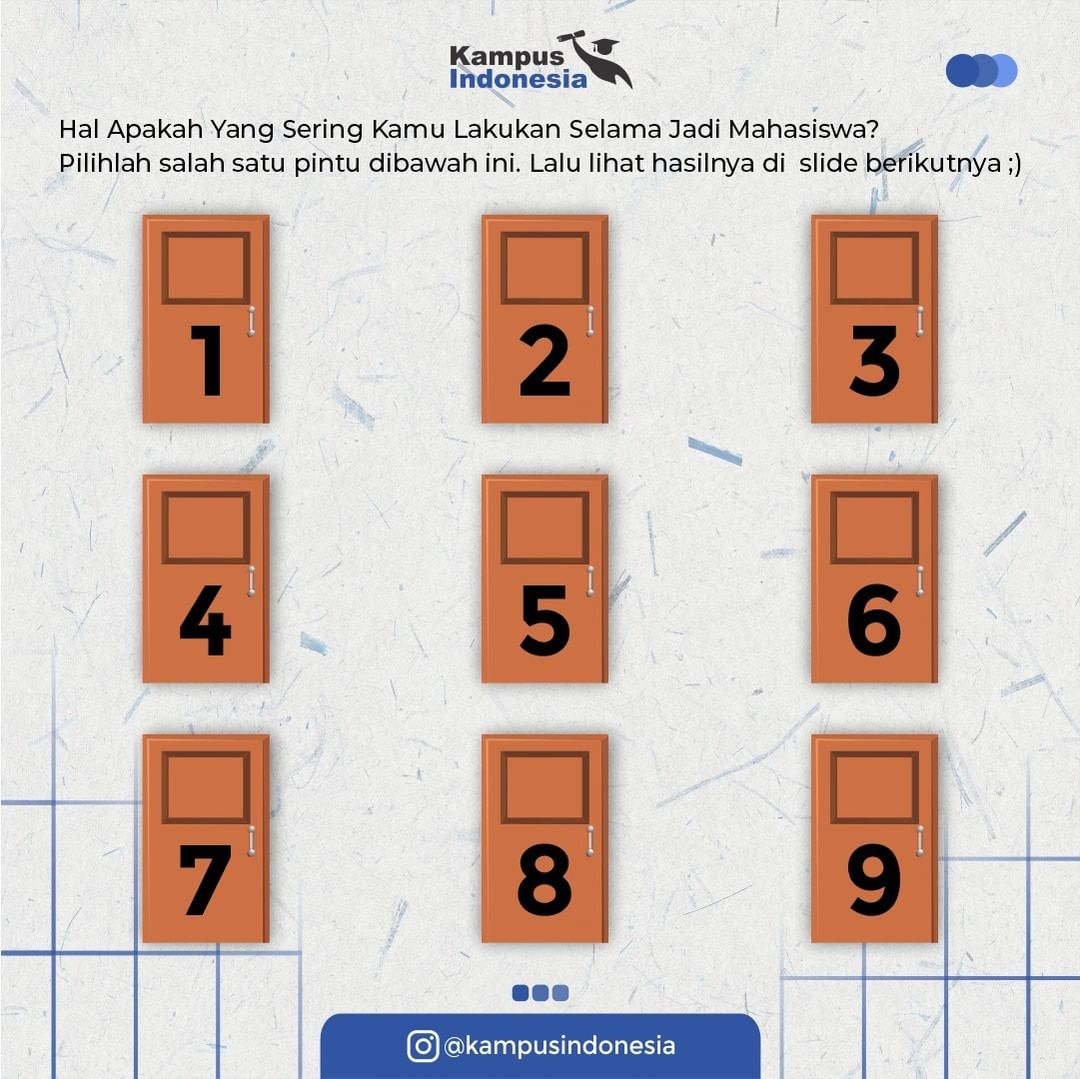 Kampus
Indonesia
Hal Apakah Yang Sering Kamu Lakukan Selama Jadi Mahasiswa?
Pilihlah salah satu pintu dibawah ini. Lalu lihat hasilnya di slide berikutnya ;)
1
2
3
4
5
6
7
8
9
@kampusindonesia